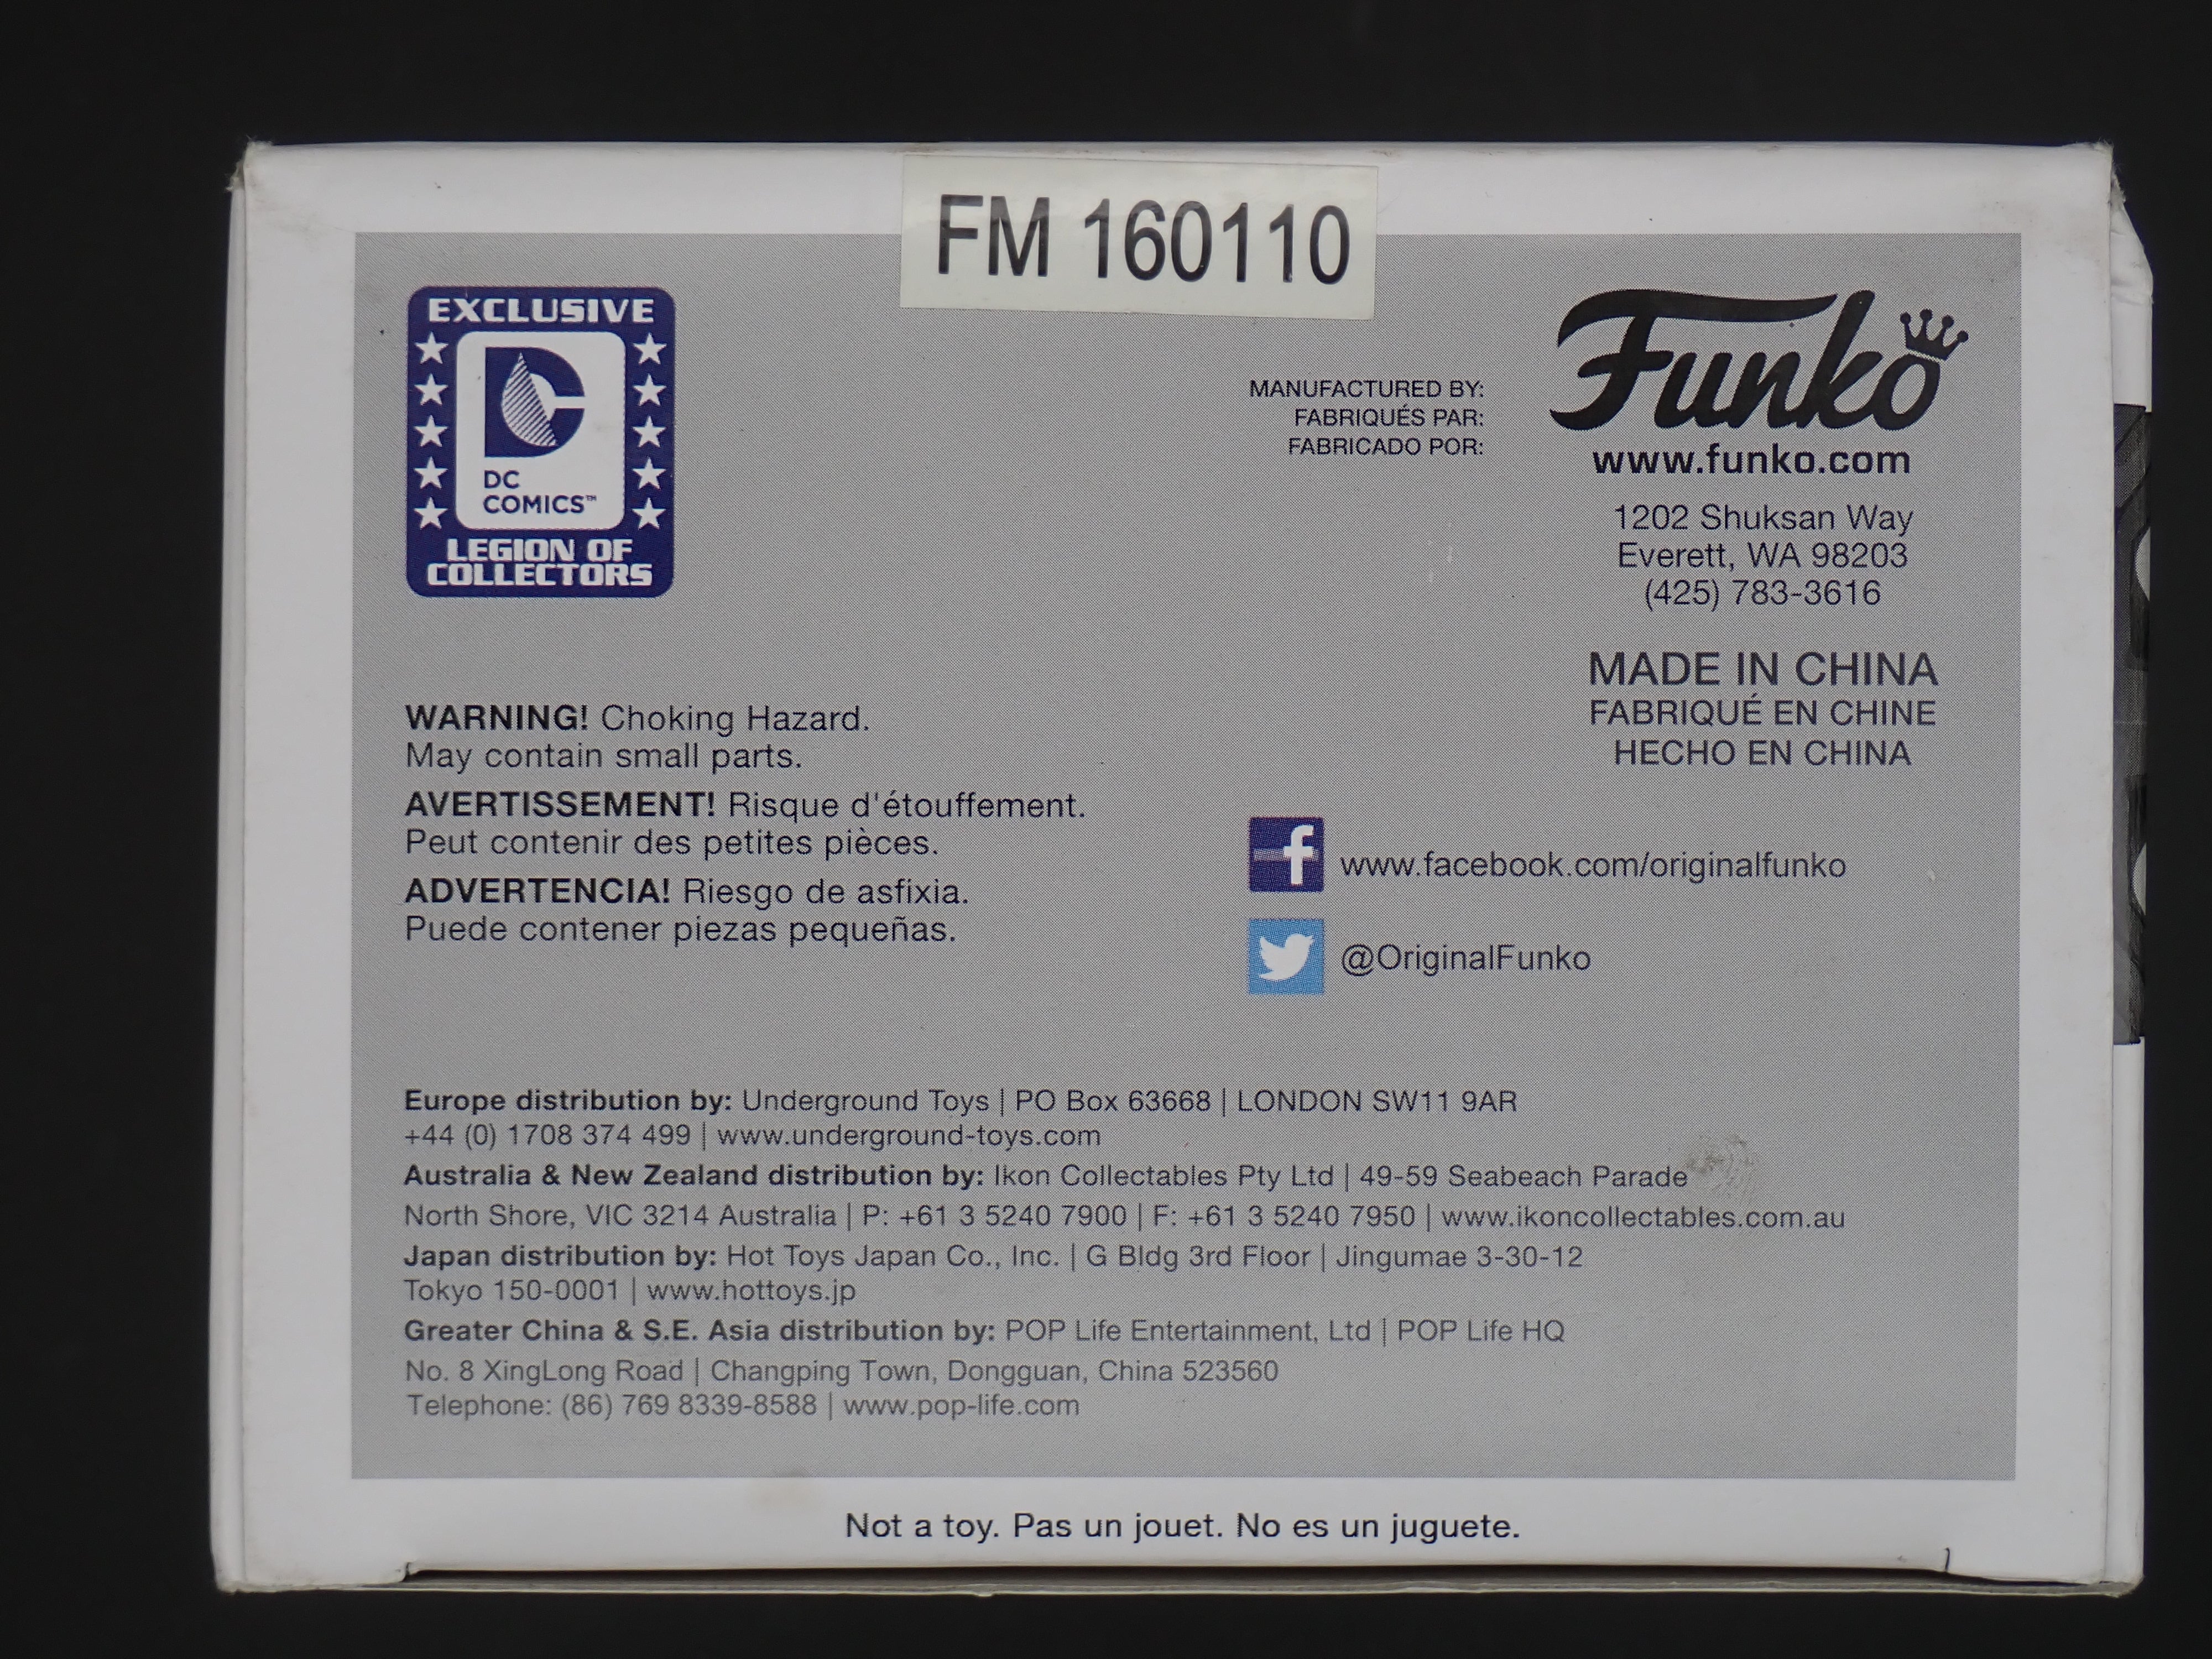 FM 160110
EXCLUSIVE
DC
COMICS™
LEGION OF
COLLECTORS
MANUFACTURED BY:
FABRIQUÉS PAR:
FABRICADO POR:
Funko
www.funko.com
1202 Shuksan Way
Everett, WA 98203
(425) 783-3616
MADE IN CHINA
FABRIQUÉ EN CHINE
HECHO EN CHINA
WARNING! Choking Hazard.
May contain small parts.
AVERTISSEMENT! Risque d'étouffement.
Peut contenir des petites pièces.
ADVERTENCIA! Riesgo de asfixia.
Puede contener piezas pequeñas.
f www.facebook.com/originalfunko
@OriginalFunko
Europe distribution by: Underground Toys | PO Box 63668 | LONDON SW11 9AR
+44 (0) 1708 374 499 | www.underground-toys.com
Australia & New Zealand distribution by: Ikon Collectables Pty Ltd | 49-59 Seabeach Parade
North Shore, VIC 3214 Australia | P: +61 3 5240 7900 | F: +61 3 5240 7950 | www.ikoncollectables.com.au
Japan distribution by: Hot Toys Japan Co., Inc. | G Bldg 3rd Floor | Jingumae 3-30-12
Tokyo 150-0001 | www.hottoys.jp
Greater China & S.E. Asia distribution by: POP Life Entertainment, Ltd | POP Life HQ
No. 8 XingLong Road | Changping Town, Dongguan, China 523560
Telephone: (86) 769 8339-8588 | www.pop-life.com
Not a toy. Pas un jouet. No es un juguete.